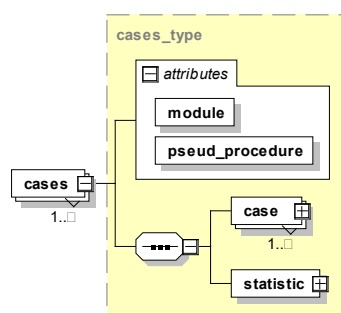 cases_type
attributes
module
pseud_procedure
cases
1..□
case
1..□
statistic